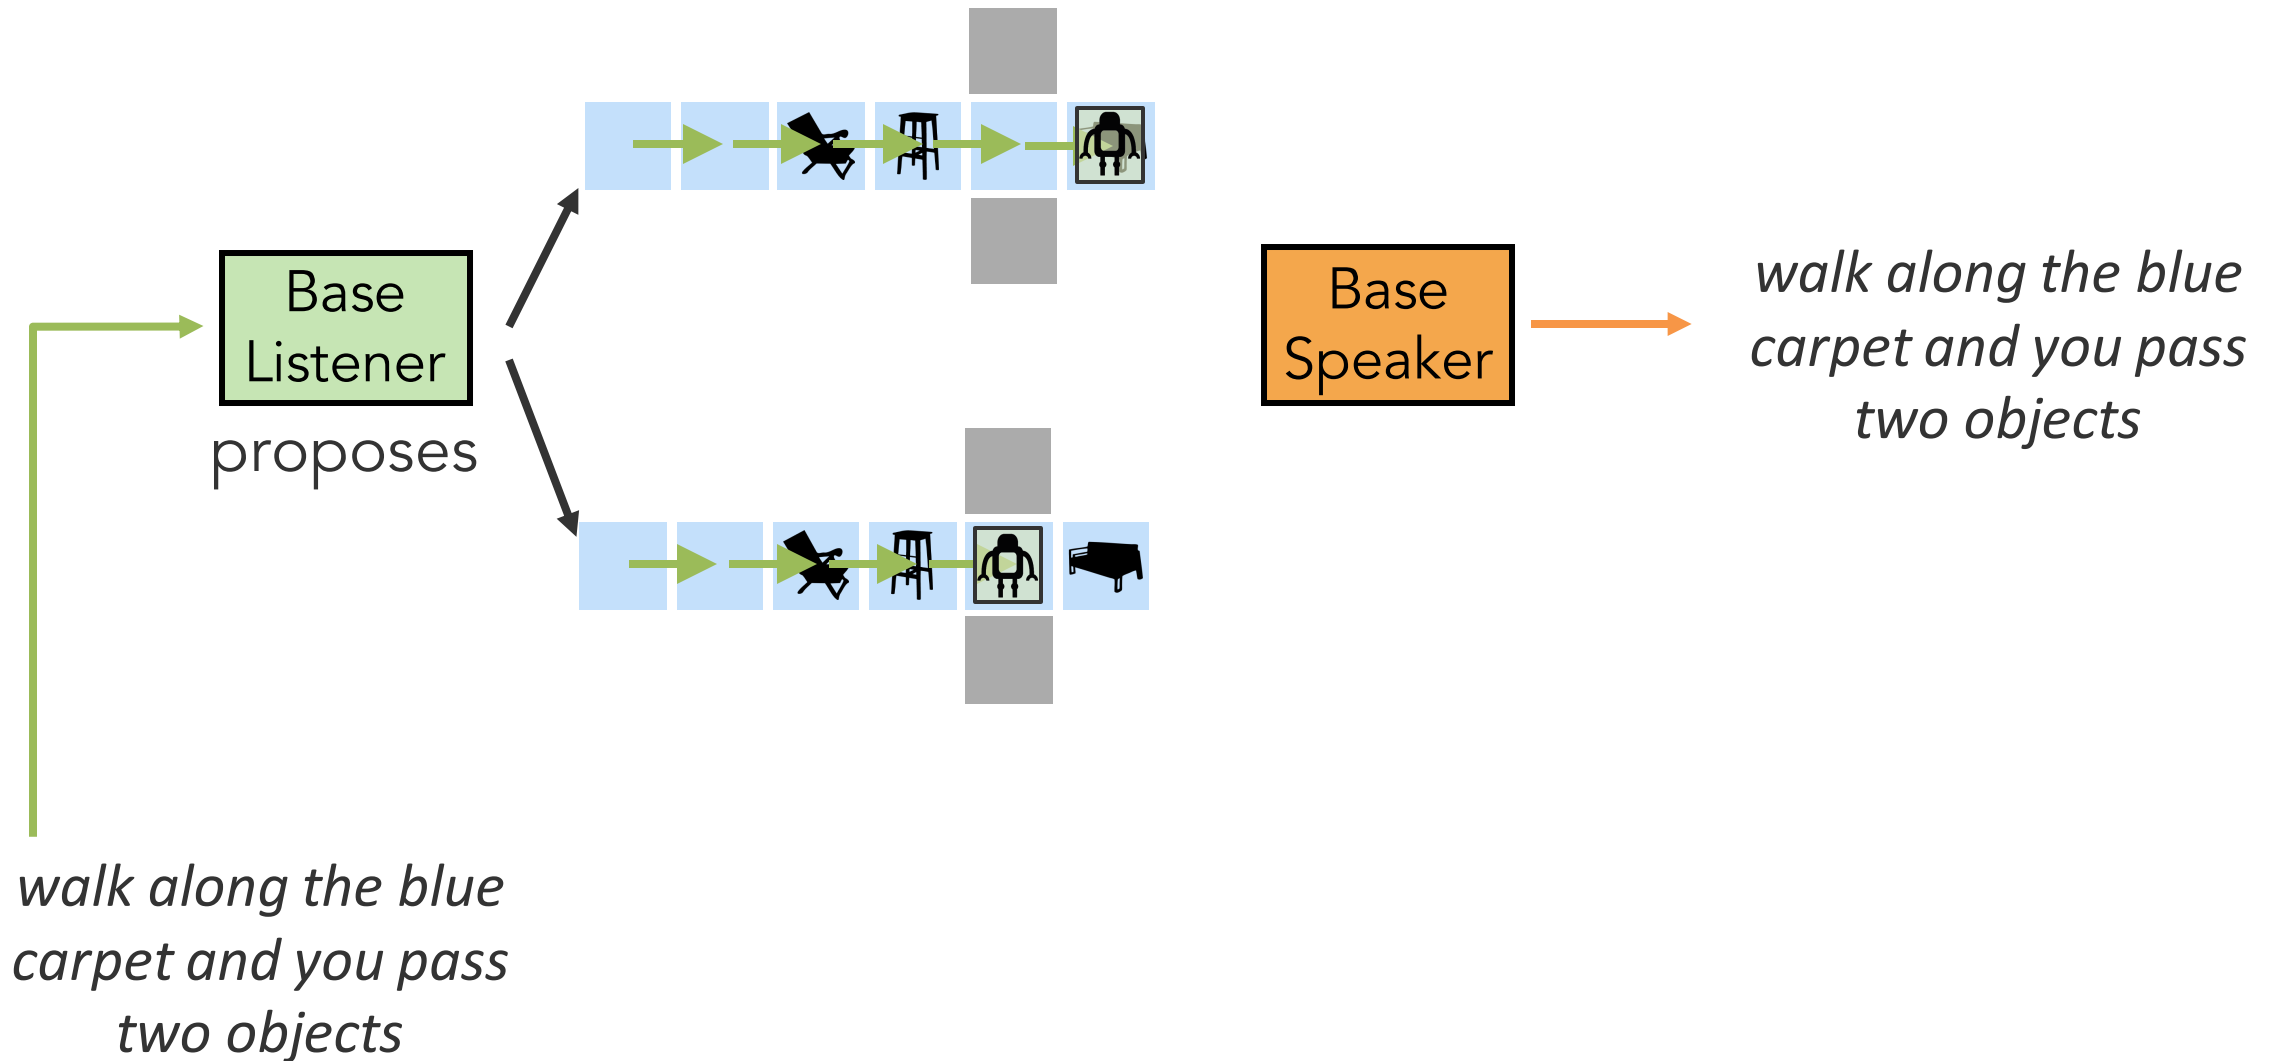 Base
Listener
proposes
Base
Speaker
walk along the blue
carpet and you pass
two objects
walk along the blue
carpet and you pass
two objects